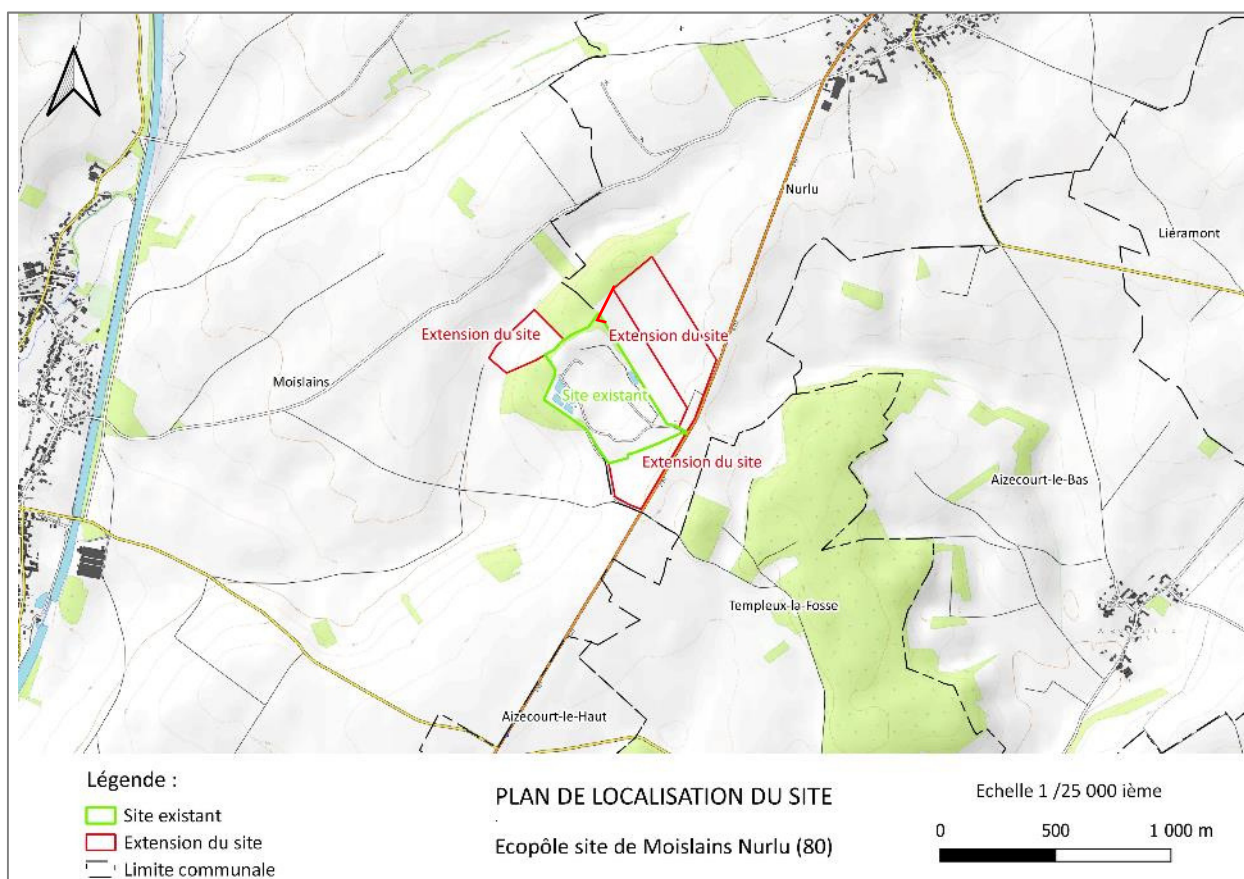 Nurlu
Liéramont
Extension du site
Extension du site
Moislains
Site existant
Extension du site
Aizecourt-le-Bas
Templeux-la-Fosse
Aizecourt-le-Haut
Légende :
Site existant
Extension du site
Limite communale
PLAN DE LOCALISATION DU SITE
.
Ecopôle site de Moislains Nurlu (80)
Echelle 1 /25 000 ième
0 500 1 000 m